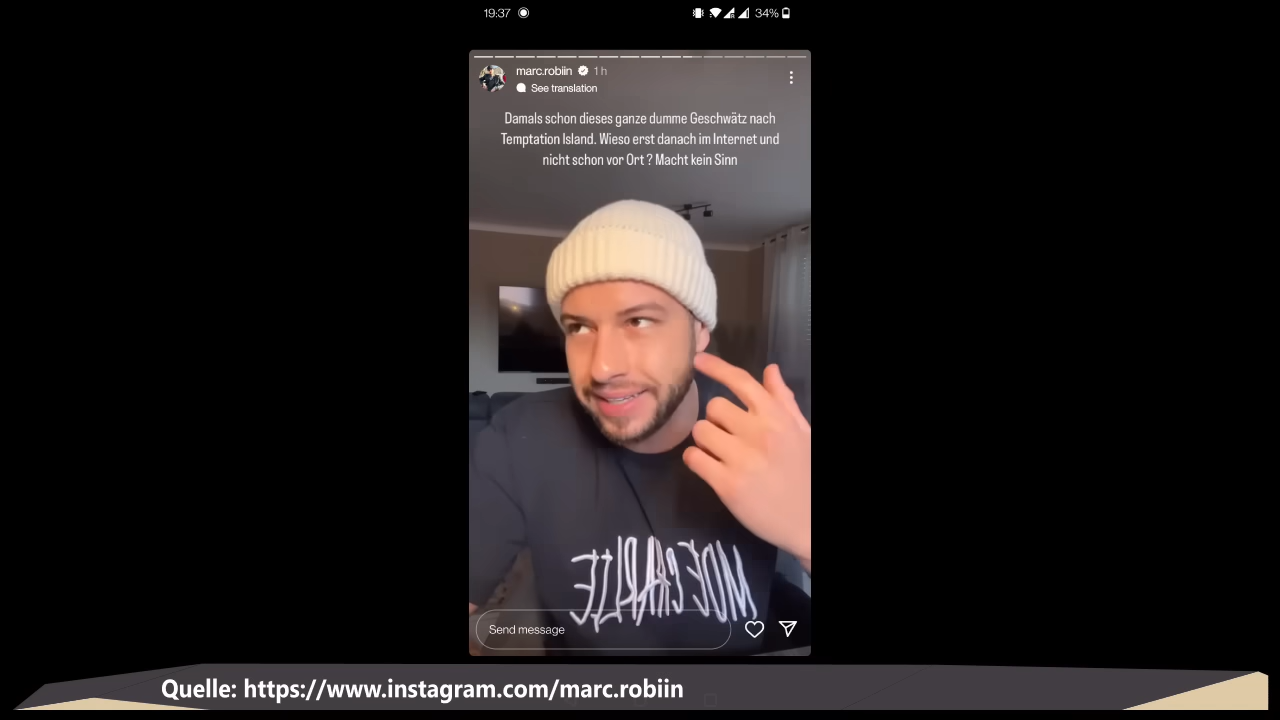 19:37
34%
marc.robiin 1 h
See translation
Damals schon dieses ganze dumme Geschwätz nach
Temptation Island. Wieso erst danach im Internet und
nicht schon vor Ort ? Macht kein Sinn
Send message
Quelle: https://www.instagram.com/marc.robiin